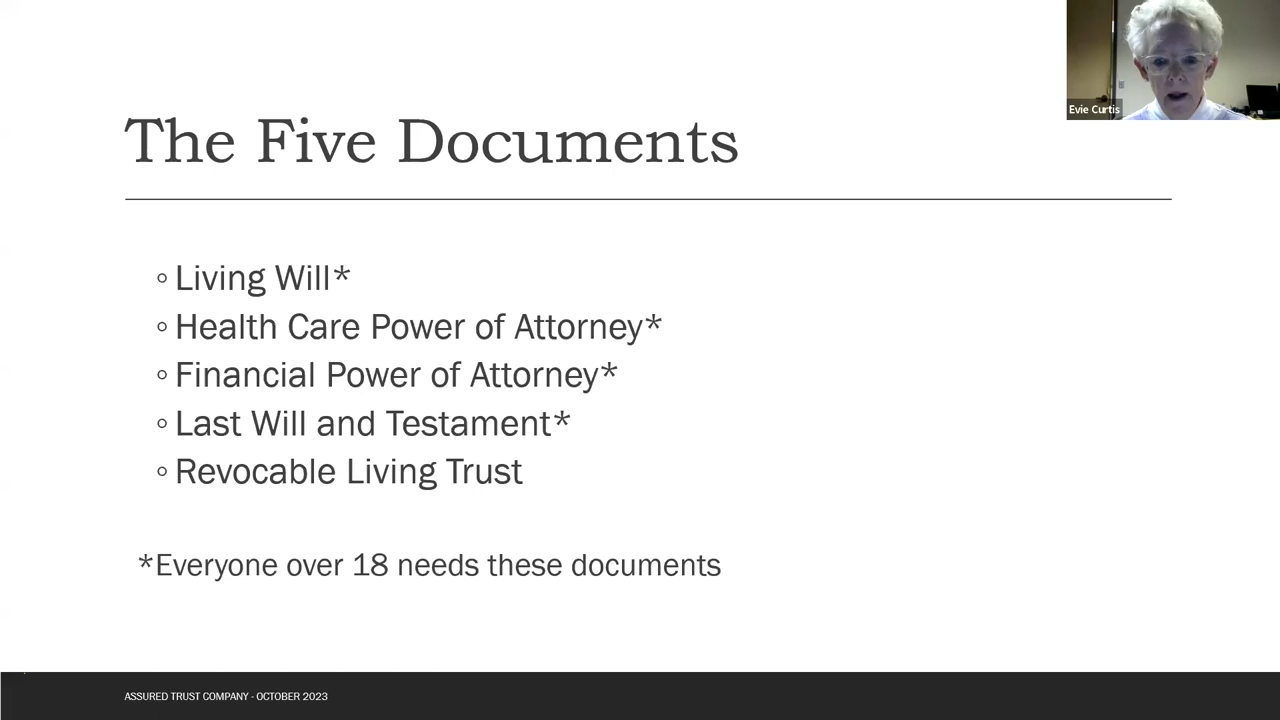 Evie Curtis
The Five Documents
◦ Living Will*
◦ Health Care Power of Attorney*
◦ Financial Power of Attorney*
◦ Last Will and Testament*
◦ Revocable Living Trust
*Everyone over 18 needs these documents
ASSURED TRUST COMPANY - OCTOBER 2023